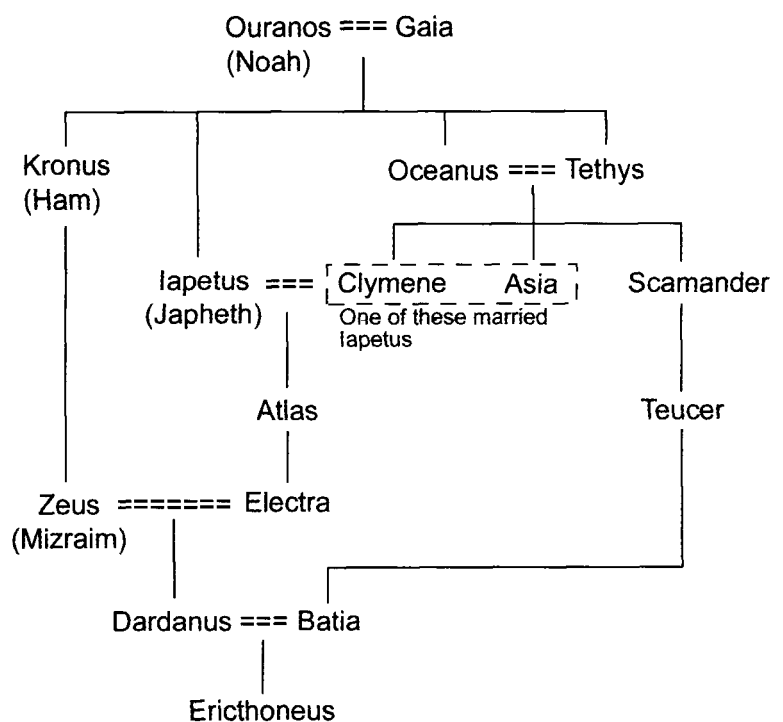 Ouranos === Gaia
(Noah)
Kronus
(Ham)
Oceanus === Tethys
Iapetus === Clymene Asia Scamander
(Japheth)
One of these married
Iapetus
Atlas
Teucer
Zeus ======= Electra
(Mizraim)
Dardanus === Batia
Ericthoneus